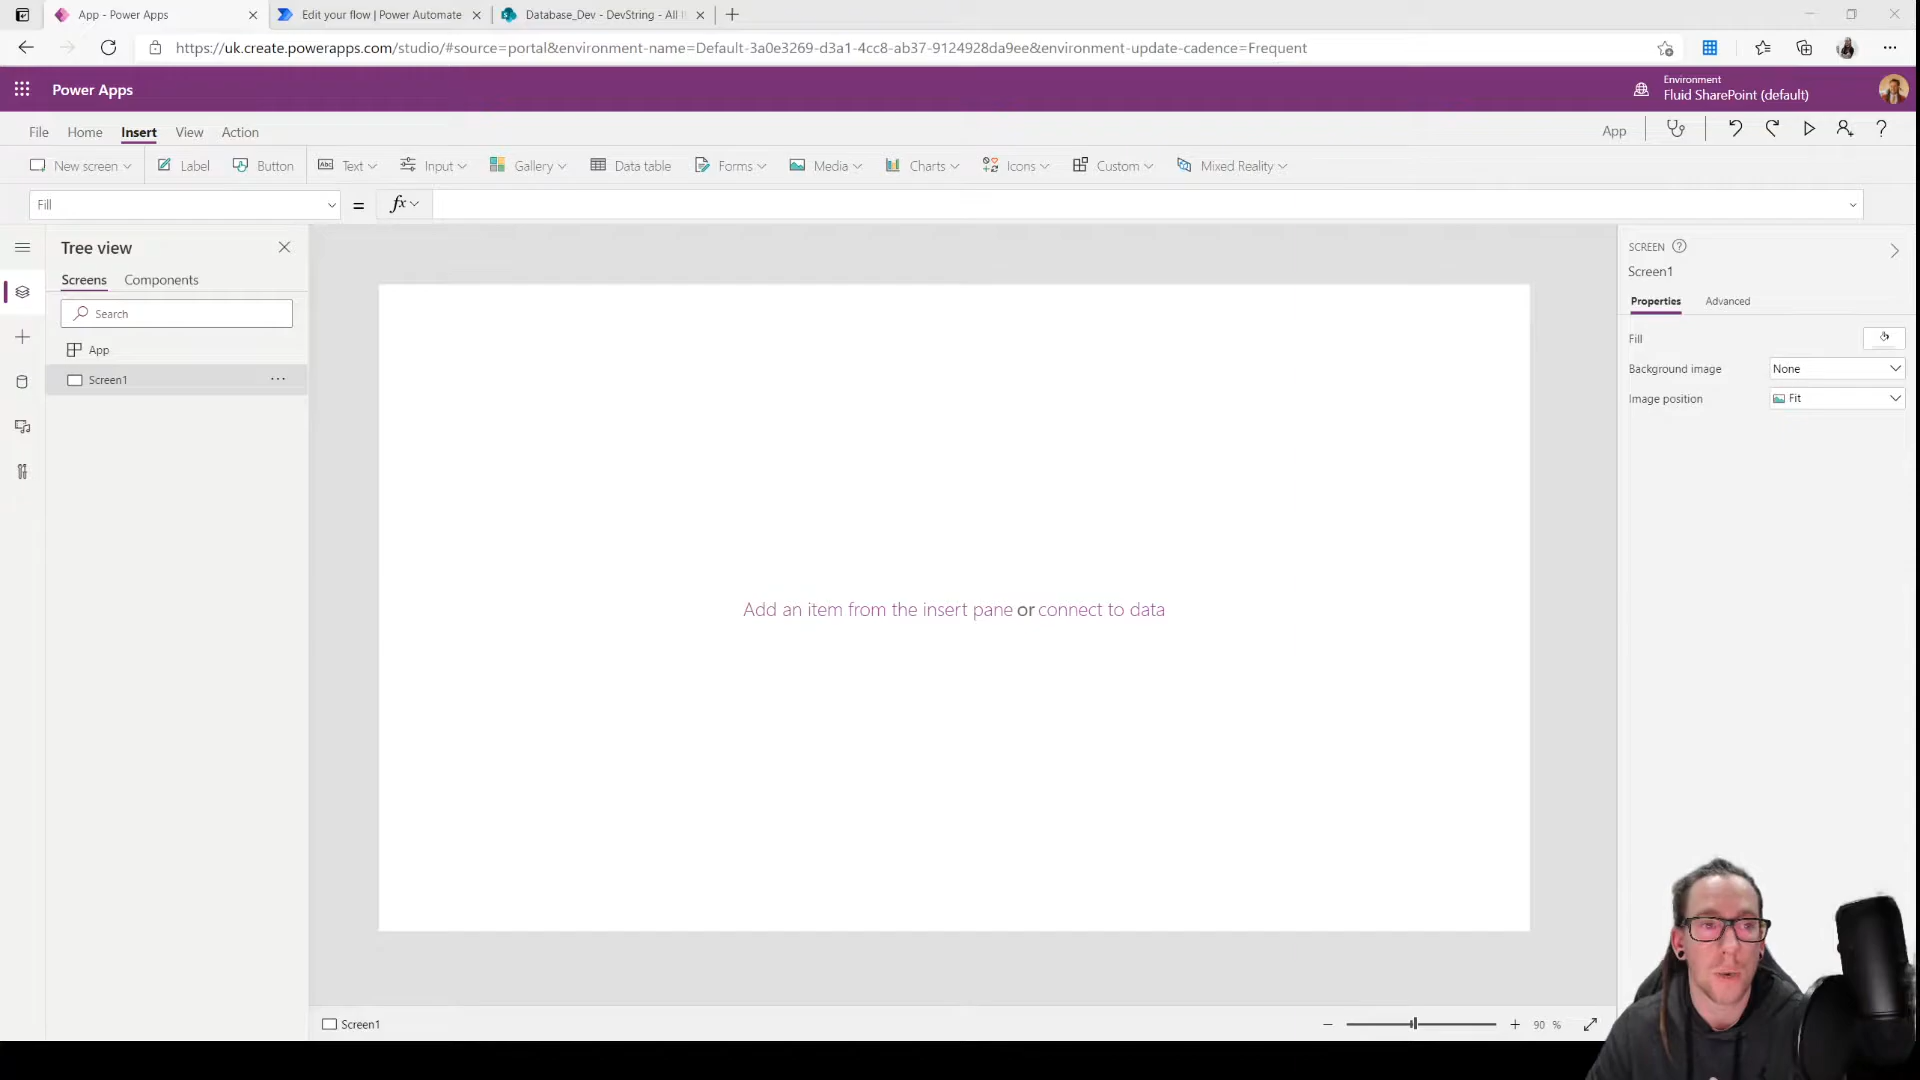 App - Power Apps
Edit your flow | Power Automate
Database_Dev - DevString - All
https://uk.create.powerapps.com/studio/#source=portal&environment-name=Default-3a0e3269-d3a1-4cc8-ab37-9124928da9ee&environment-update-cadence=Frequent
Power Apps
Environment
Fluid SharePoint (default)
File Home Insert View Action
App
New screen Label Button Text Input Gallery Data table Forms Media Charts Icons Custom Mixed Reality
Fill = fx
Tree view
Screens Components
Search
App
Screen1
Add an item from the insert pane or connect to data
SCREEN
Screen1
Properties Advanced
Fill
Background image None
Image position Fit
Screen1
90 %